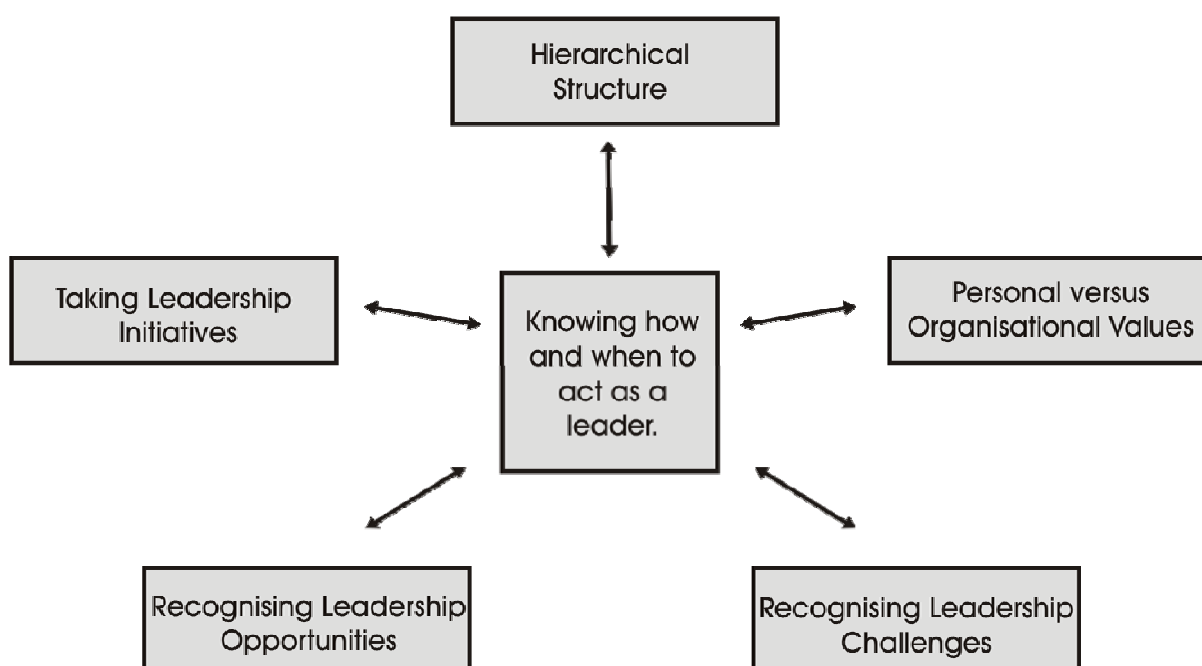 Hierarchical
Structure
Taking Leadership
Initiatives
Knowing how
and when to
act as a
leader.
Personal versus
Organisational Values
Recognising Leadership
Opportunities
Recognising Leadership
Challenges